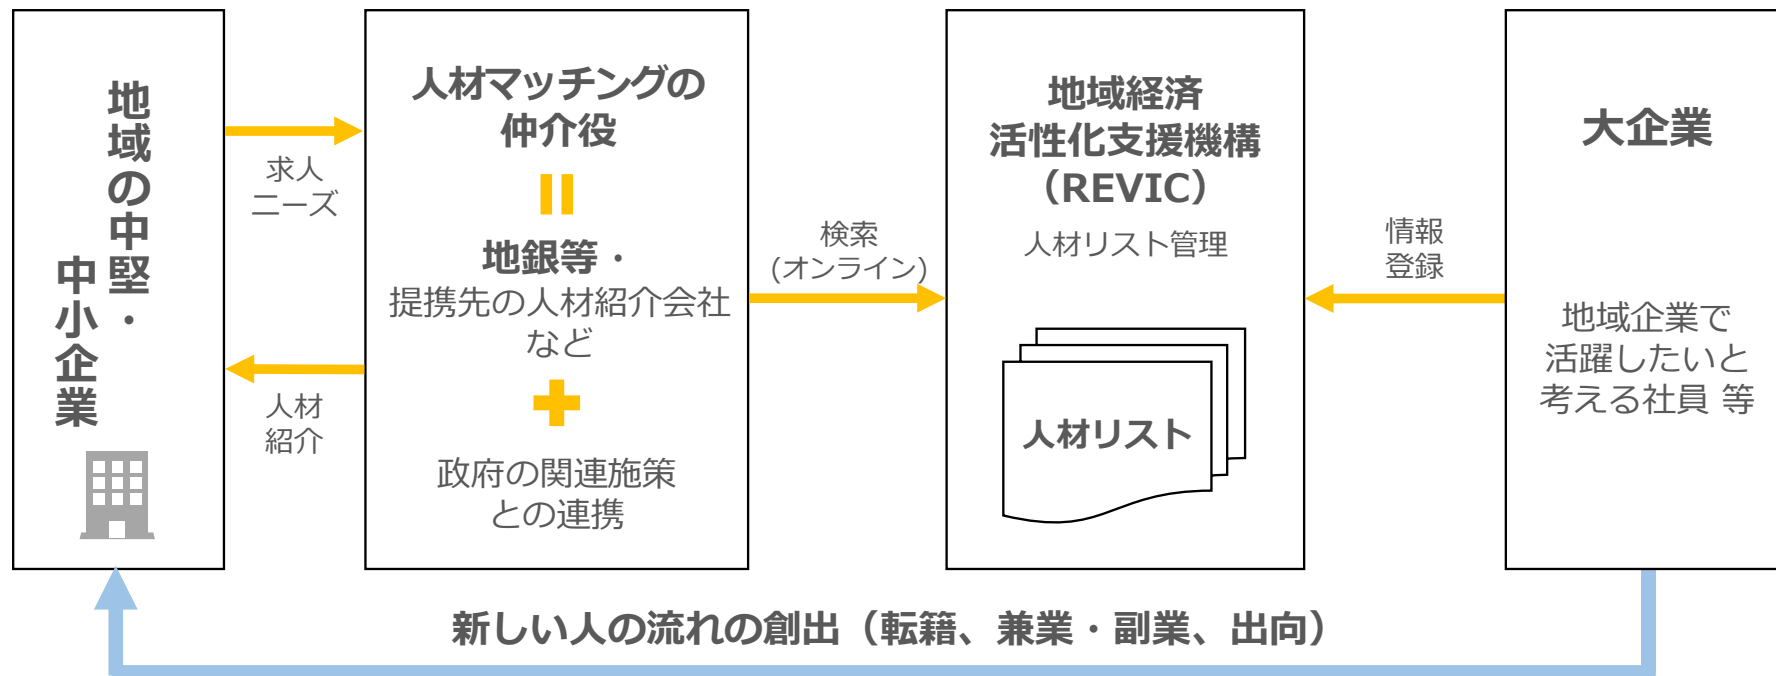 地域の中堅・
中小企業
求人
ニーズ
人材
紹介
人材マッチングの
仲介役
地銀等・
提携先の人材紹介会社
など
政府の関連施策
との連携
検索
(オンライン)
地域経済
活性化支援機構
（REVIC）
人材リスト管理
人材リスト
情報
登録
大企業
地域企業で
活躍したいと
考える社員 等
新しい人の流れの創出（転籍、兼業・副業、出向）